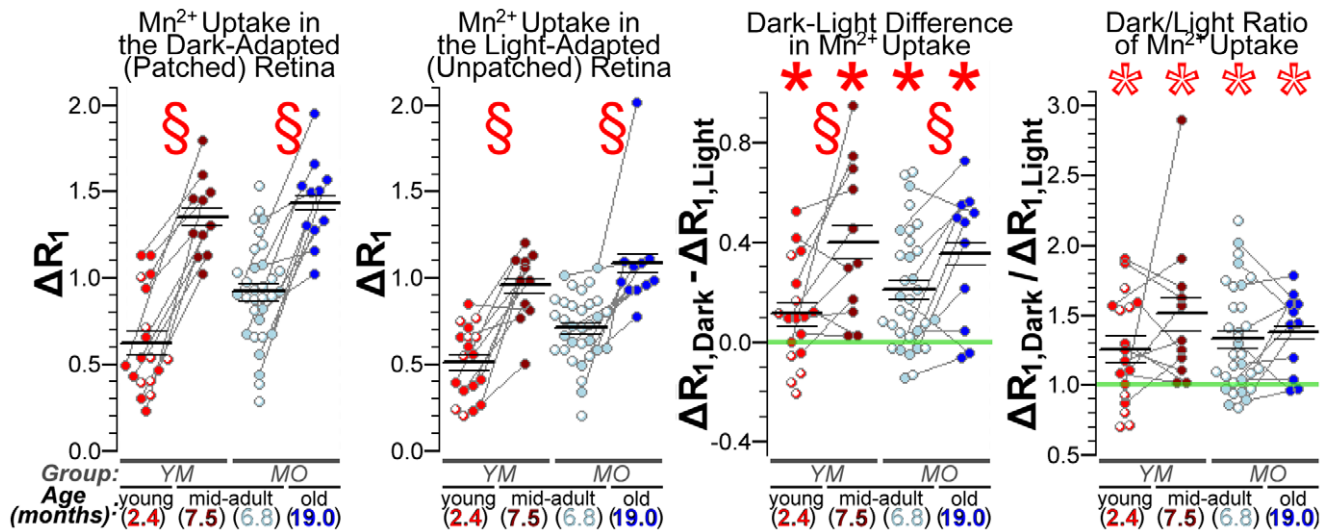 Mn2+ Uptake in
the Dark-Adapted
(Patched) Retina
Mn2+ Uptake in
the Light-Adapted
(Unpatched) Retina
Dark-Light Difference
in Mn2+ Uptake
Dark/Light Ratio
of Mn2+ Uptake
§ §
§ §
* * * *
§ §
* * * *
ΔR1
2.0
1.5
1.0
0.5
0.0
ΔR1
2.0
1.5
1.0
0.5
0.0
ΔR1,Dark - ΔR1,Light
0.8
0.4
0.0
-0.4
ΔR1,Dark / ΔR1,Light
3.0
2.5
2.0
1.5
1.0
0.5
Group: YM MO YM MO YM MO YM MO
Age young mid-adult old young mid-adult old young mid-adult old young mid-adult old
(months): (2.4) (7.5) (6.8) (19.0) (2.4) (7.5) (6.8) (19.0) (2.4) (7.5) (6.8) (19.0) (2.4) (7.5) (6.8) (19.0)